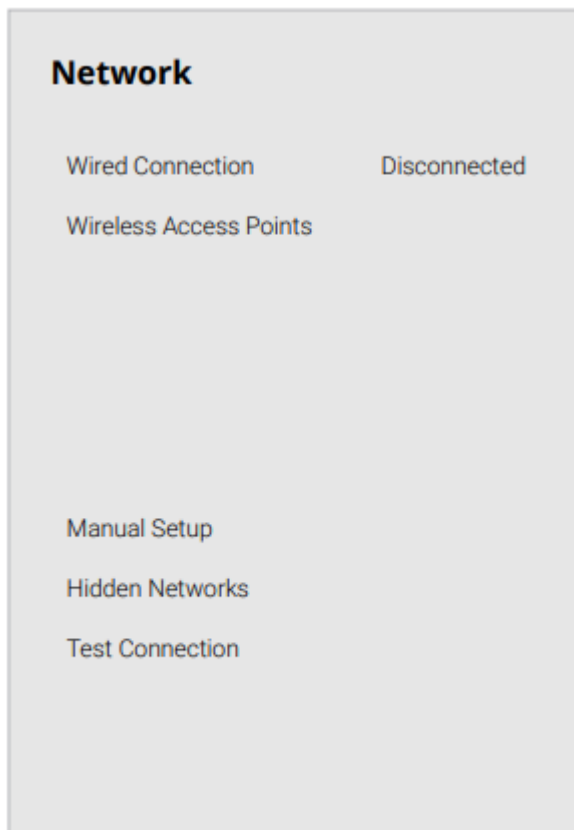 Network
Wired Connection Disconnected
Wireless Access Points
Manual Setup
Hidden Networks
Test Connection